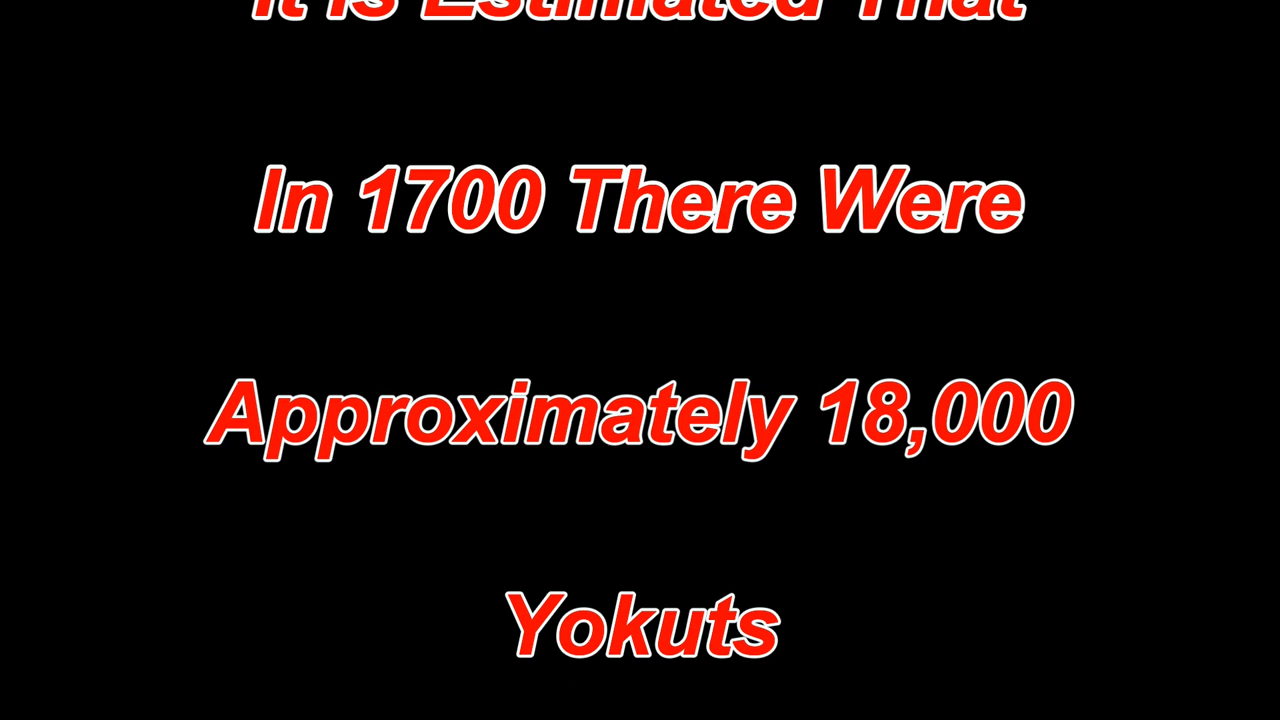 It Is Estimated That
In 1700 There Were
Approximately 18,000
Yokuts